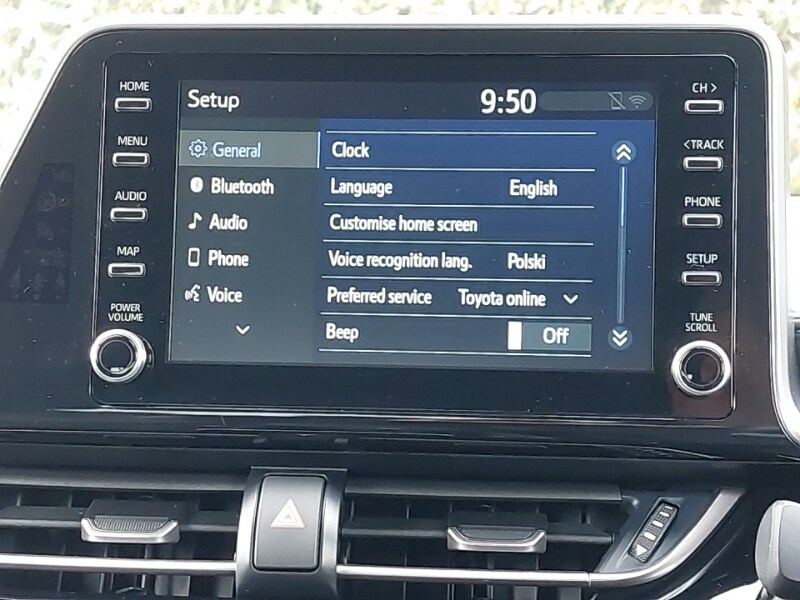 HOME
MENU
AUDIO
MAP
POWER
VOLUME
Setup 9:50
General
Bluetooth
Audio
Phone
Voice
Clock
Language English
Customise home screen
Voice recognition lang. Polski
Preferred service Toyota online
Beep Off
CH >
< TRACK
PHONE
SETUP
TUNE
SCROLL